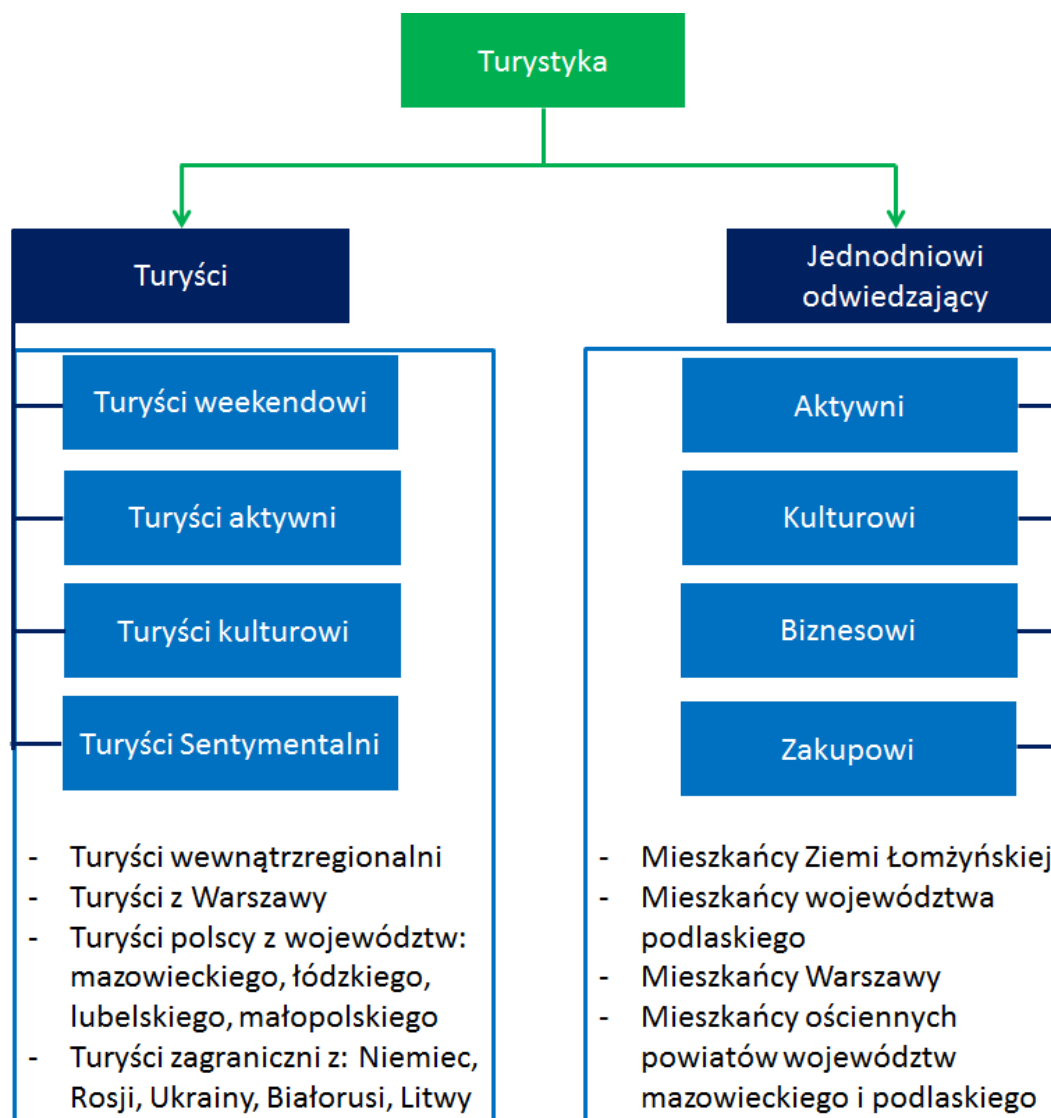 Turystyka
Turyści
Turyści weekendowi
Turyści aktywni
Turyści kulturowi
Turyści Sentymentalni
- Turyści wewnątrzregionalni
- Turyści z Warszawy
- Turyści polscy z województw:
mazowieckiego, łódzkiego,
lubelskiego, małopolskiego
- Turyści zagraniczni z: Niemiec,
Rosji, Ukrainy, Białorusi, Litwy
Jednodniowi
odwiedzający
Aktywni
Kulturowi
Biznesowi
Zakupowi
- Mieszkańcy Ziemi Łomżyńskiej
- Mieszkańcy województwa
podlaskiego
- Mieszkańcy Warszawy
- Mieszkańcy ościennych
powiatów województw
mazowieckiego i podlaskiego